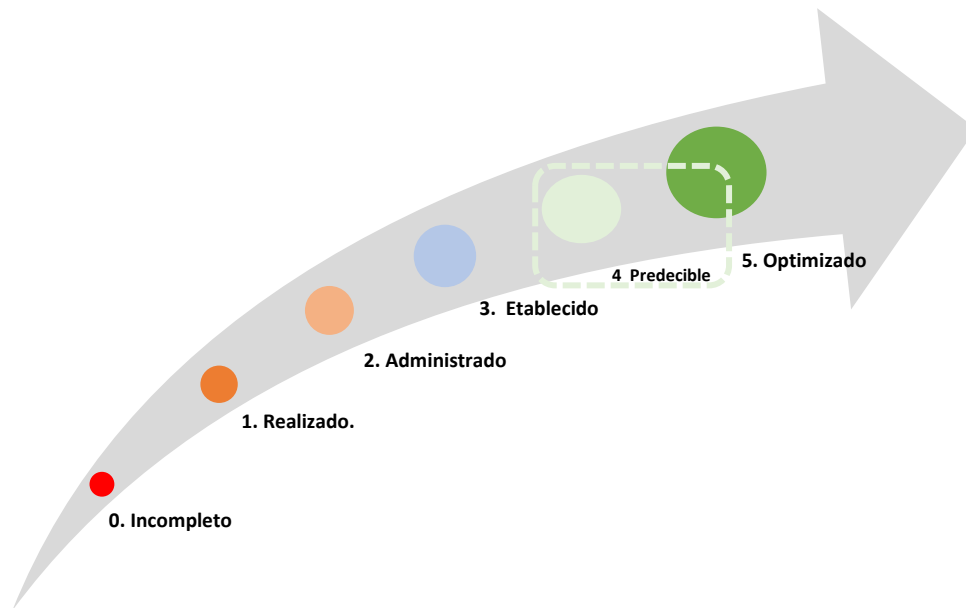 5. Optimizado
4 Predecible
3. Etablecido
2. Administrado
1. Realizado.
0. Incompleto